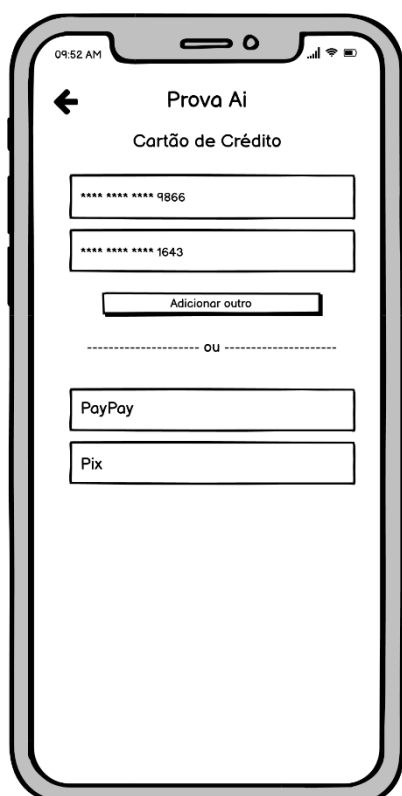 09:52 AM
Prova Ai
Cartão de Crédito
**** **** **** 9866
**** **** **** 1643
Adicionar outro
--------------------- ou ---------------------
PayPay
Pix